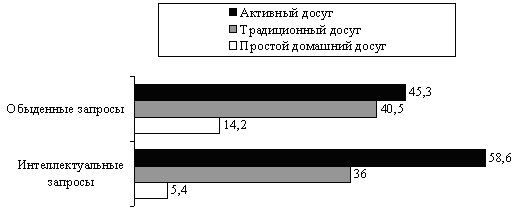 Активный досуг
Традиционный досуг
Простой домашний досуг
Обыденные запросы
45,3
40,5
14,2
Интеллектуальные
запросы
58,6
36
5,4